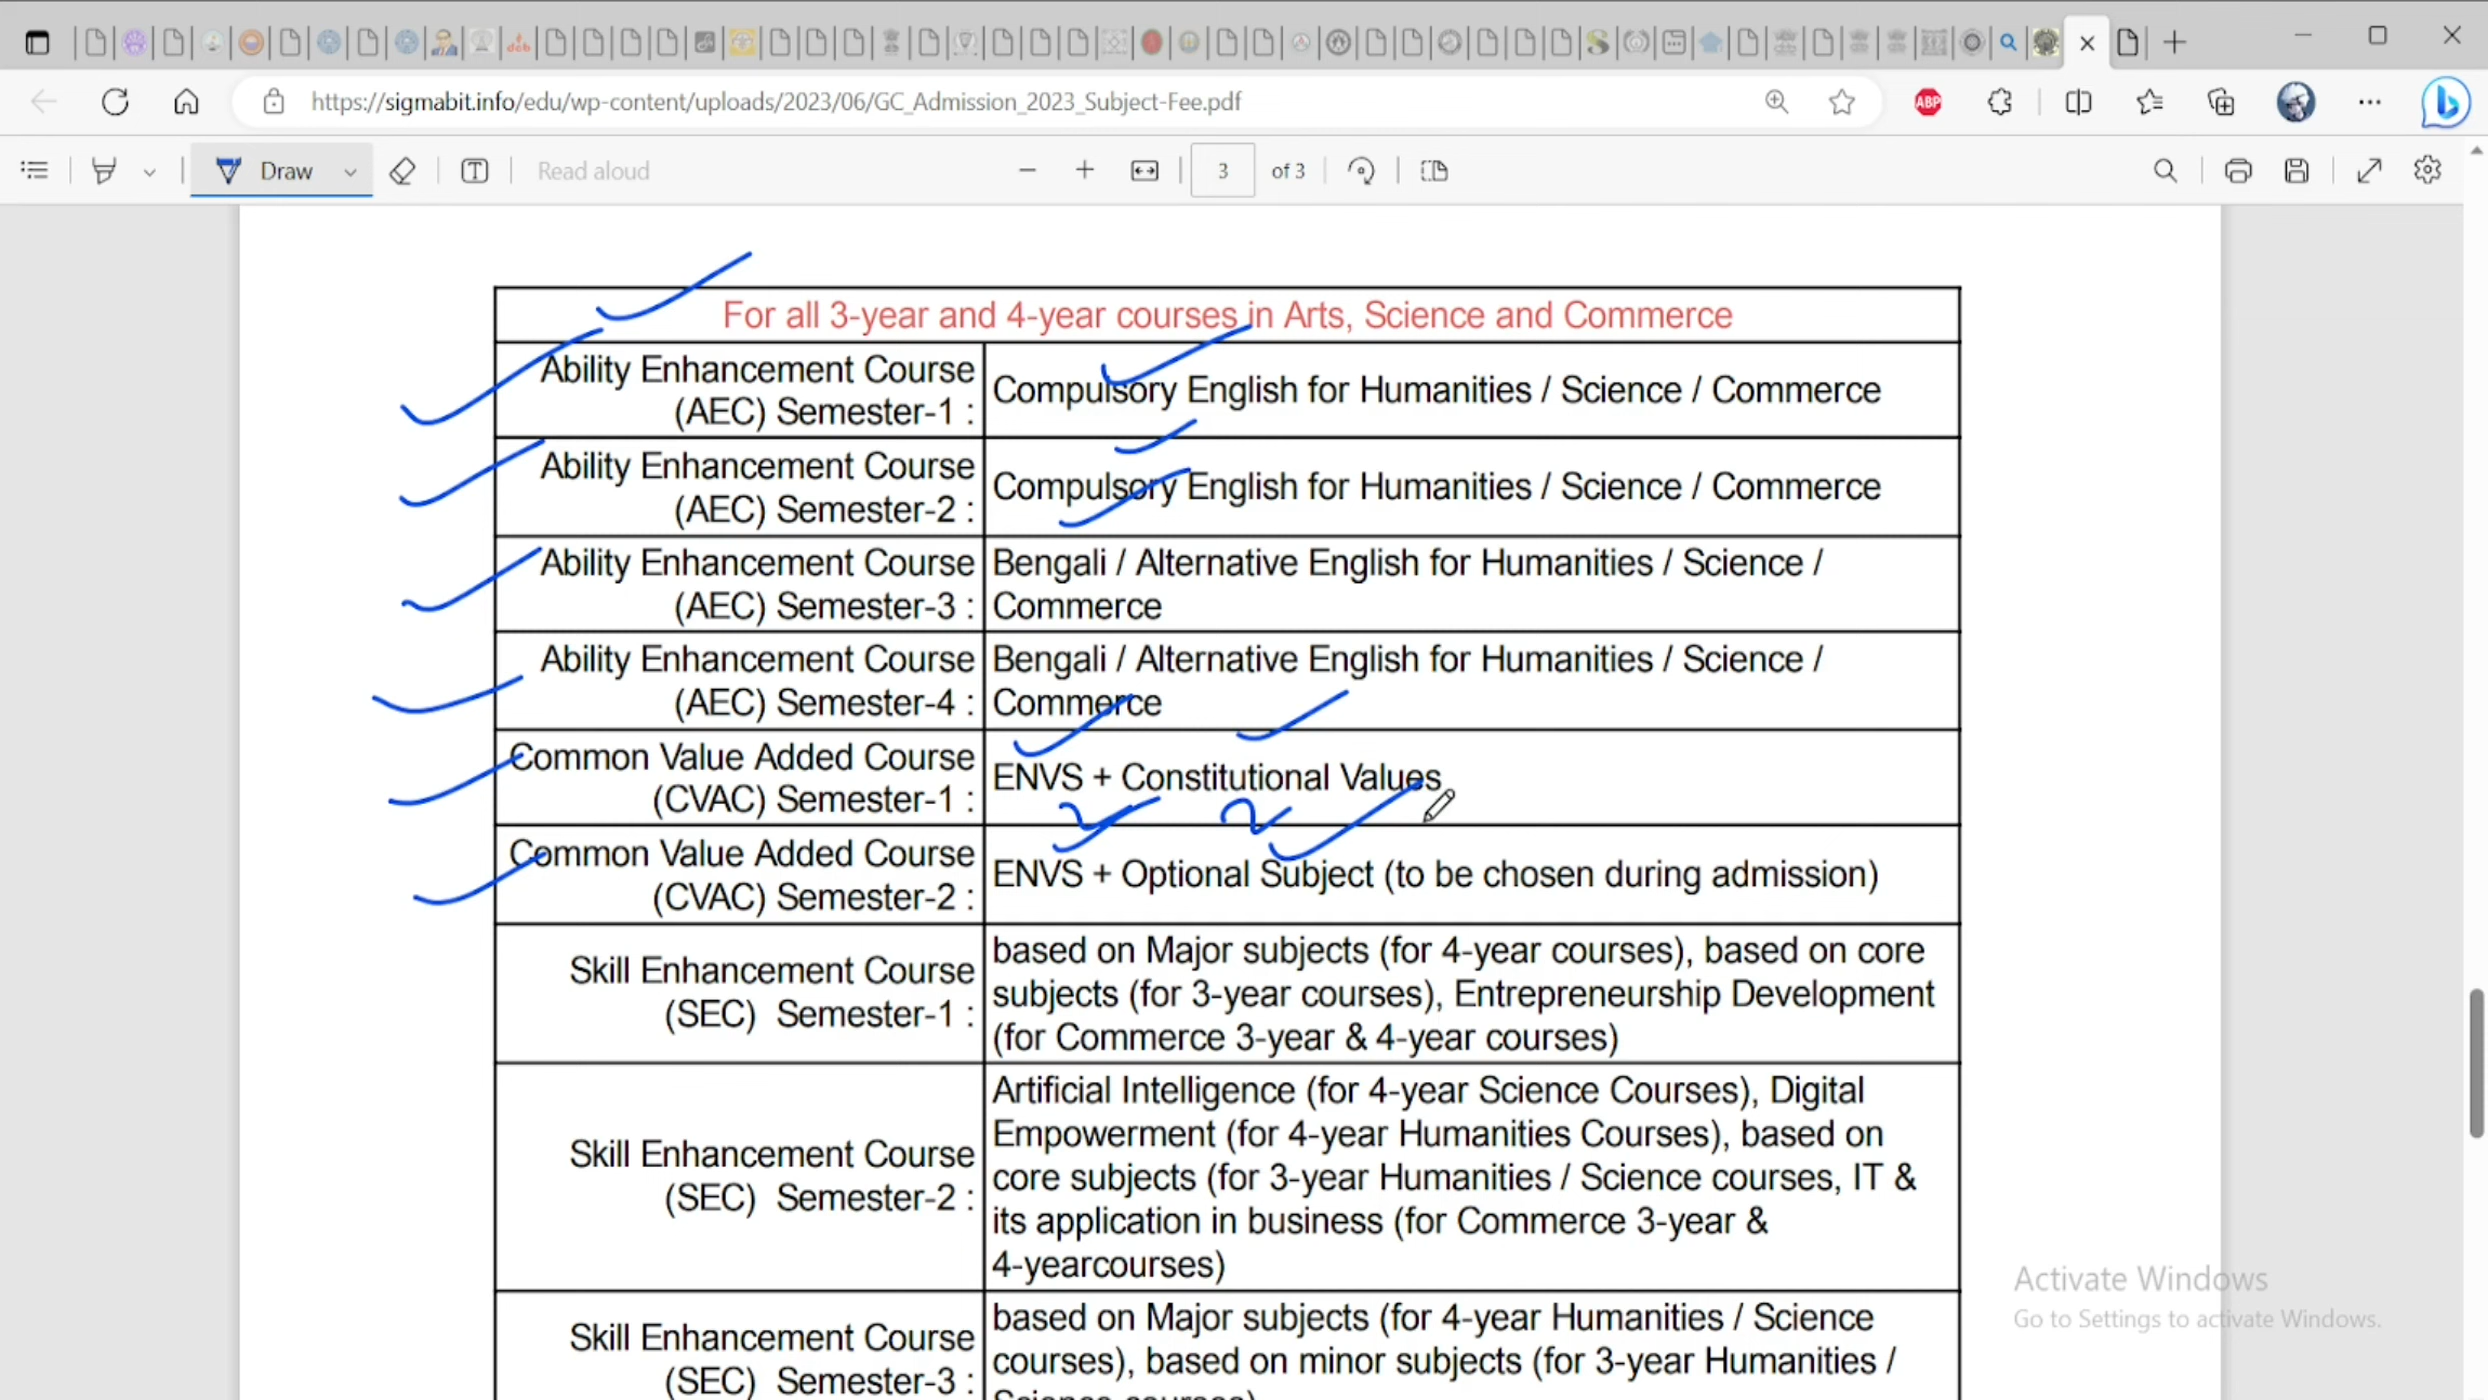 https://sigmabit.info/edu/wp-content/uploads/2023/06/GC_Admission_2023_Subject-Fee.pdf
ABP
Draw
Read aloud
3 of 3
For all 3-year and 4-year courses in Arts, Science and Commerce
Ability Enhancement Course
(AEC) Semester-1 :
Compulsory English for Humanities / Science / Commerce
Ability Enhancement Course
(AEC) Semester-2 :
Compulsory English for Humanities / Science / Commerce
Ability Enhancement Course
(AEC) Semester-3 :
Bengali / Alternative English for Humanities / Science /
Commerce
Ability Enhancement Course
(AEC) Semester-4 :
Bengali / Alternative English for Humanities / Science /
Commerce
Common Value Added Course
(CVAC) Semester-1 :
ENVS + Constitutional Values
Common Value Added Course
(CVAC) Semester-2 :
ENVS + Optional Subject (to be chosen during admission)
Skill Enhancement Course
(SEC) Semester-1 :
based on Major subjects (for 4-year courses), based on core
subjects (for 3-year courses), Entrepreneurship Development
(for Commerce 3-year & 4-year courses)
Skill Enhancement Course
(SEC) Semester-2 :
Artificial Intelligence (for 4-year Science Courses), Digital
Empowerment (for 4-year Humanities Courses), based on
core subjects (for 3-year Humanities / Science courses, IT &
its application in business (for Commerce 3-year &
4-yearcourses)
Skill Enhancement Course
(SEC) Semester-3 :
based on Major subjects (for 4-year Humanities / Science
courses), based on minor subjects (for 3-year Humanities /
Activate Windows
Go to Settings to activate Windows.